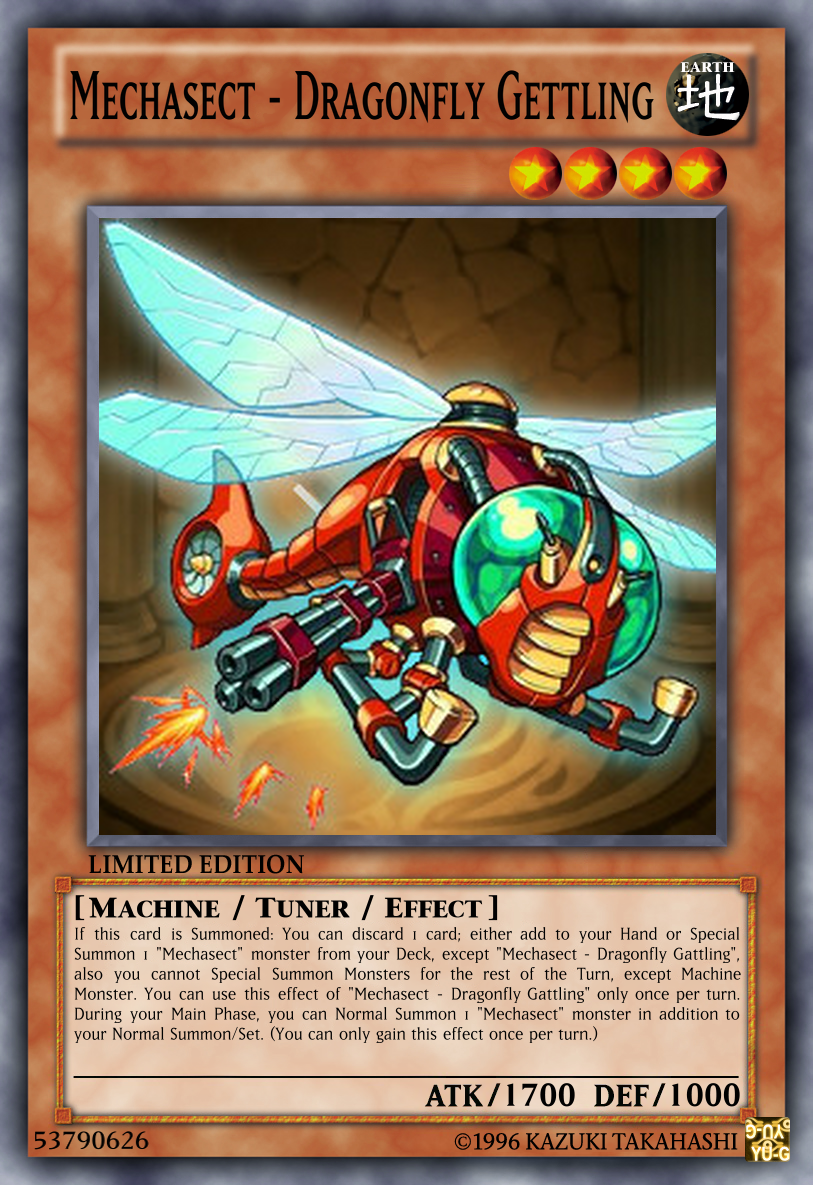 Mechasect - Dragonfly Gettling
EARTH
地
LIMITED EDITION
[ Machine / Tuner / Effect ]
If this card is Summoned: You can discard 1 card; either add to your Hand or Special
Summon 1 "Mechasect" monster from your Deck, except "Mechasect - Dragonfly Gattling",
also you cannot Special Summon Monsters for the rest of the Turn, except Machine
Monster. You can use this effect of "Mechasect - Dragonfly Gattling" only once per turn.
During your Main Phase, you can Normal Summon 1 "Mechasect" monster in addition to
your Normal Summon/Set. (You can only gain this effect once per turn.)
ATK/1700 DEF/1000
53790626
©1996 KAZUKI TAKAHASHI